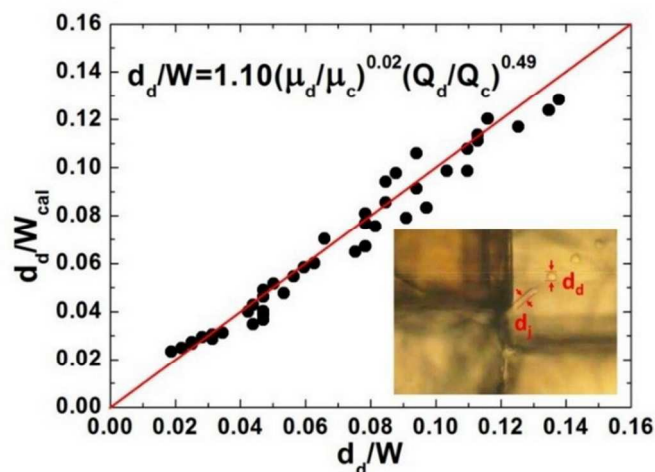 0.16
d_d/W=1.10(μ_d/μ_c)^0.02(Q_d/Q_c)^0.49
0.14
0.12
0.10
0.08
0.06
0.04
0.02
0.00
d_d/W_cal
d_d
d_j
0.00 0.02 0.04 0.06 0.08 0.10 0.12 0.14 0.16
d_d/W